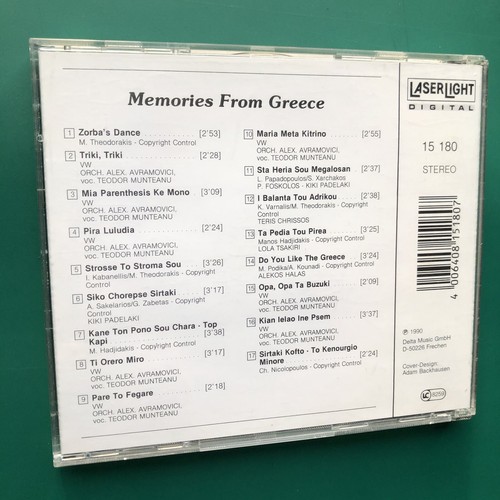 Memories From Greece
1 Zorba's Dance [2'53]
M. Theodorakis - Copyright Control
2 Triki, Triki [2'28]
VW
ORCH. ALEX. AVRAMOVICI,
voc. TEODOR MUNTEANU
3 Mia Parenthesis Ke Mono [3'09]
VW
ORCH. ALEX. AVRAMOVICI,
voc. TEODOR MUNTEANU
4 Pira Luludia [2'24]
VW
ORCH. ALEX. AVRAMOVICI,
voc. TEODOR MUNTEANU
5 Strosse To Stroma Sou [3'26]
I. Kabaneilis/M. Theodorakis - Copyright
Control
6 Siko Chorepse Sirtaki [3'17]
A. Sakelarios/G. Zabetas - Copyright
Control
KIKI PADELAKI
7 Kane Ton Pono Sou Chara - Top
Kapi [3'38]
M. Hadjidakis - Copyright Control
8 Ti Orero Miro [3'17]
VW
ORCH. ALEX. AVRAMOVICI,
voc. TEODOR MUNTEANU
9 Pare To Fegare [2'18]
VW
ORCH. ALEX. AVRAMOVICI,
voc. TEODOR MUNTEANU
10 Maria Meta Kitrino [2'55]
VW
ORCH. ALEX. AVRAMOVICI,
voc. TEODOR MUNTEANU
11 Sta Heria Sou Megalosan [2'37]
L. Papadopoulos/S. Xarchakos
P. FOSKOLOS - KIKI PADELAKI
12 I Balanta Tou Adrikou [2'38]
K. Varnalis/M. Theodorakis - Copyright
Control
TERIS CHRISSOS
13 Ta Pedia Tou Pirea [3'25]
Manos Hadjidakis - Copyright Control
LOLA TSAKIRI
14 Do You Like The Greece [3'24]
M. Podika/A. Kounadi - Copyright Control
ALEKOS HALAS
15 Opa, Opa Ta Buzuki [2'09]
VW
ORCH. ALEX. AVRAMOVICI,
voc. TEODOR MUNTEANU
16 Kian Ielao Ine Psem [3'37]
VW
ORCH. ALEX. AVRAMOVICI,
voc. TEODOR MUNTEANU
17 Sirtaki Kofto - To Kenourgio
Minore [2'24]
Ch. Nicolopoulos - Copyright Control
LASERLIGHT
DIGITAL
15 180
STEREO
4 006408 151807
℗ 1990
Delta Music GmbH
D-50226 Frechen
Cover-Design:
Adam Backhausen
LC 8259